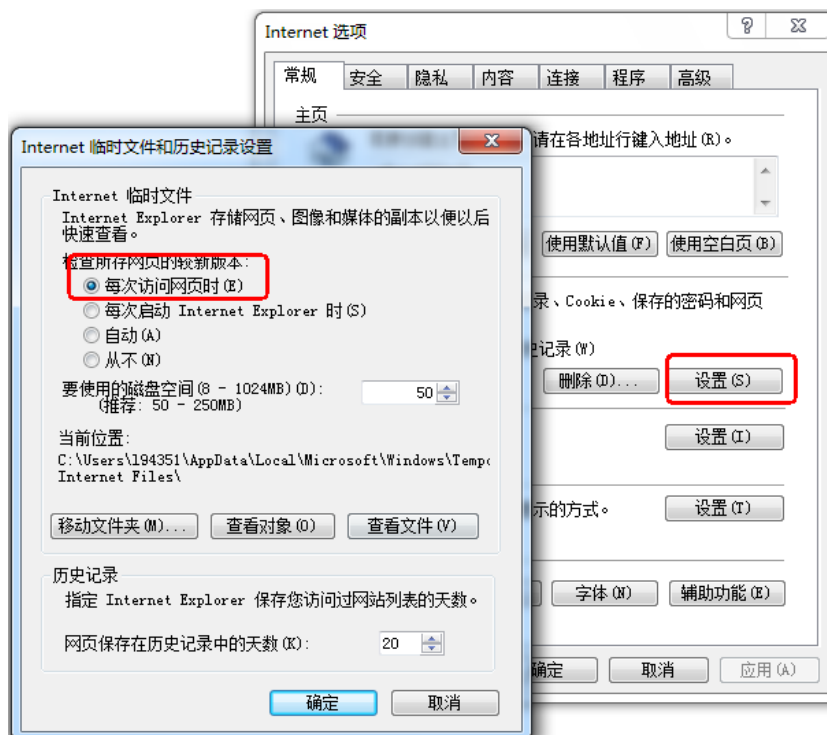 Internet 选项
常规 安全 隐私 内容 连接 程序 高级
主页
请在各地址行键入地址(R)。
使用默认值(F) 使用空白页(B)
录、Cookie、保存的密码和网页
记录(W)
删除(D)... 设置(S)
设置(I)
示的方式。 设置(T)
字体(N) 辅助功能(E)
确定 取消 应用(A)
Internet 临时文件和历史记录设置
Internet 临时文件
Internet Explorer 存储网页、图像和媒体的副本以便以后
快速查看。
检查所存网页的较新版本:
每次访问网页时(E)
每次启动 Internet Explorer 时(S)
自动(A)
从不(N)
要使用的磁盘空间(8 - 1024MB)(D): 50
(推荐: 50 - 250MB)
当前位置:
C:\Users\l94351\AppData\Local\Microsoft\Windows\Tempo
Internet Files\
移动文件夹(M)... 查看对象(O) 查看文件(V)
历史记录
指定 Internet Explorer 保存您访问过网站列表的天数。
网页保存在历史记录中的天数(K): 20
确定 取消